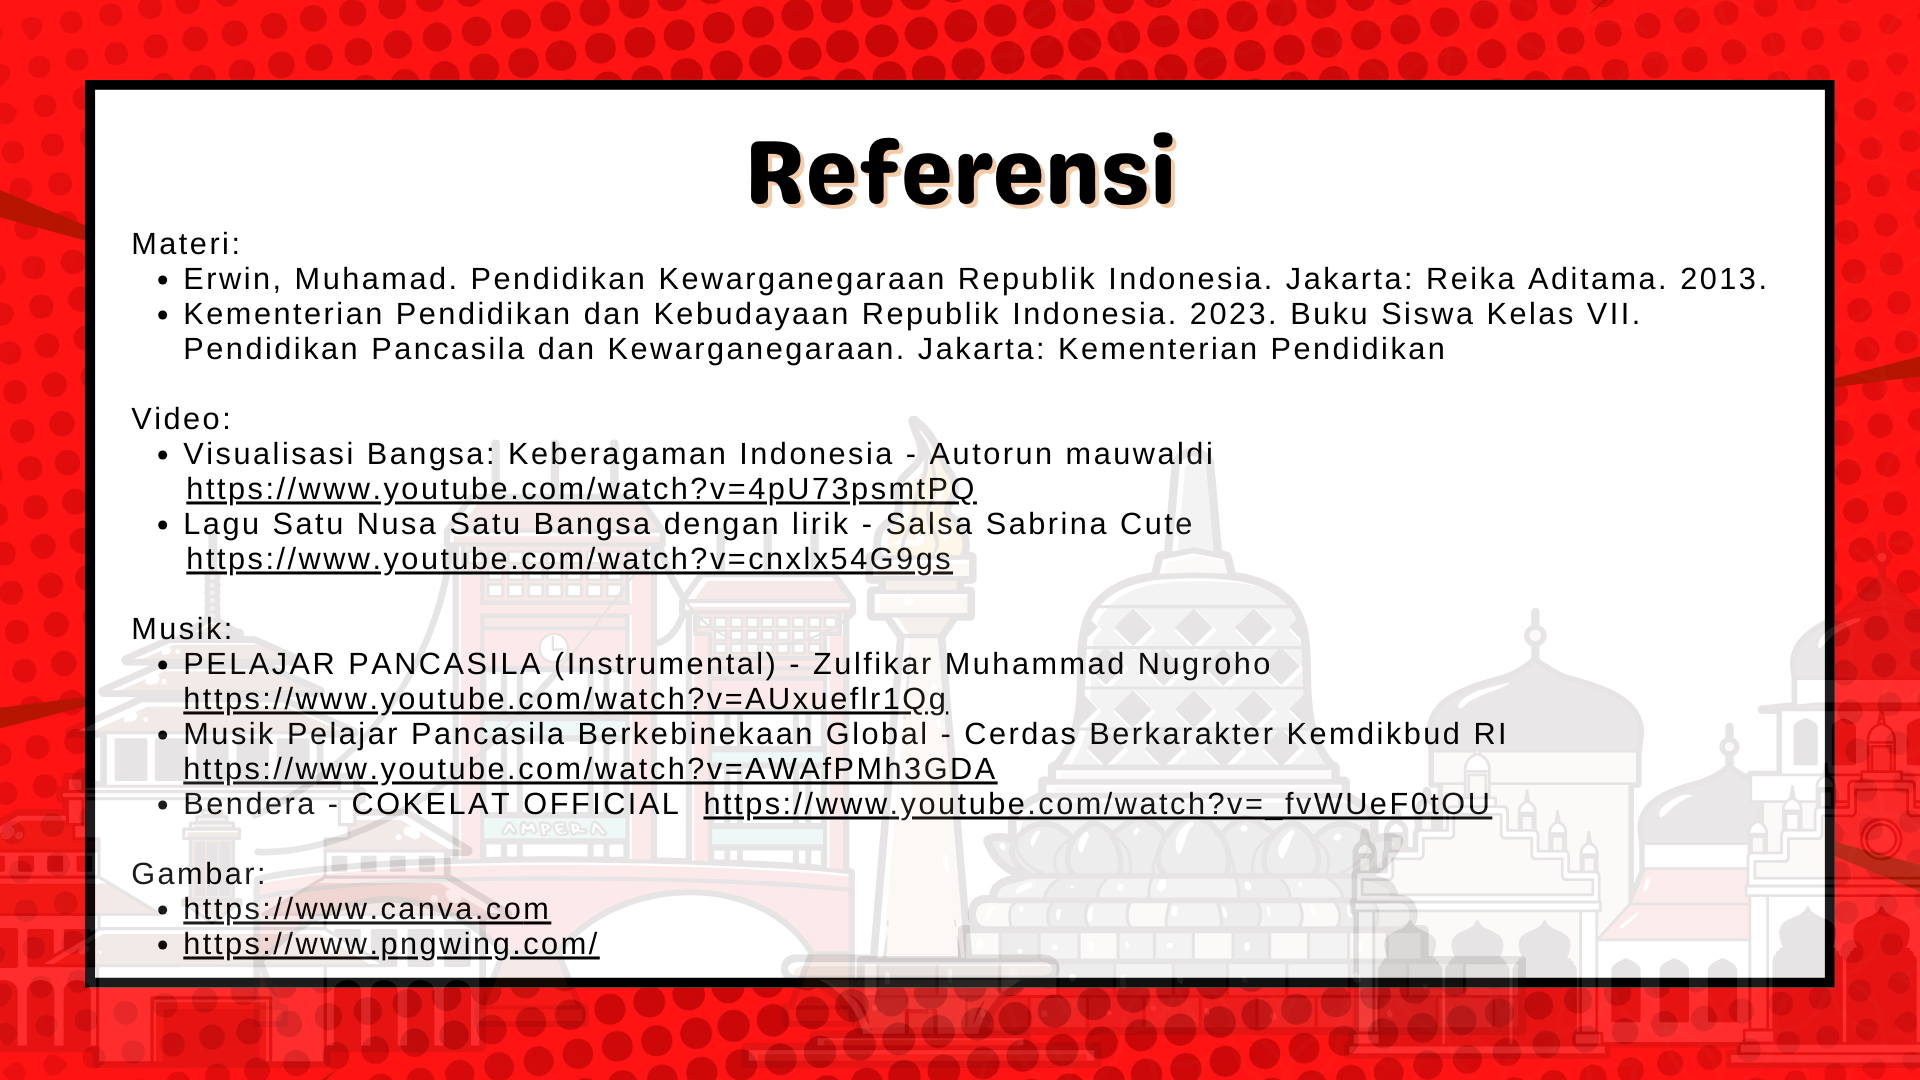 Referensi
Materi:
• Erwin, Muhamad. Pendidikan Kewarganegaraan Republik Indonesia. Jakarta: Reika Aditama. 2013.
• Kementerian Pendidikan dan Kebudayaan Republik Indonesia. 2023. Buku Siswa Kelas VII.
Pendidikan Pancasila dan Kewarganegaraan. Jakarta: Kementerian Pendidikan
Video:
• Visualisasi Bangsa: Keberagaman Indonesia - Autorun mauwaldi
https://www.youtube.com/watch?v=4pU73psmtPQ
• Lagu Satu Nusa Satu Bangsa dengan lirik - Salsa Sabrina Cute
https://www.youtube.com/watch?v=cnxlx54G9gs
Musik:
• PELAJAR PANCASILA (Instrumental) - Zulfikar Muhammad Nugroho
https://www.youtube.com/watch?v=AUxueflr1Qg
• Musik Pelajar Pancasila Berkebinekaan Global - Cerdas Berkarakter Kemdikbud RI
https://www.youtube.com/watch?v=AWAfPMh3GDA
• Bendera - COKELAT OFFICIAL https://www.youtube.com/watch?v=_fvWUeF0tOU
AMPERA
Gambar:
• https://www.canva.com
• https://www.pngwing.com/